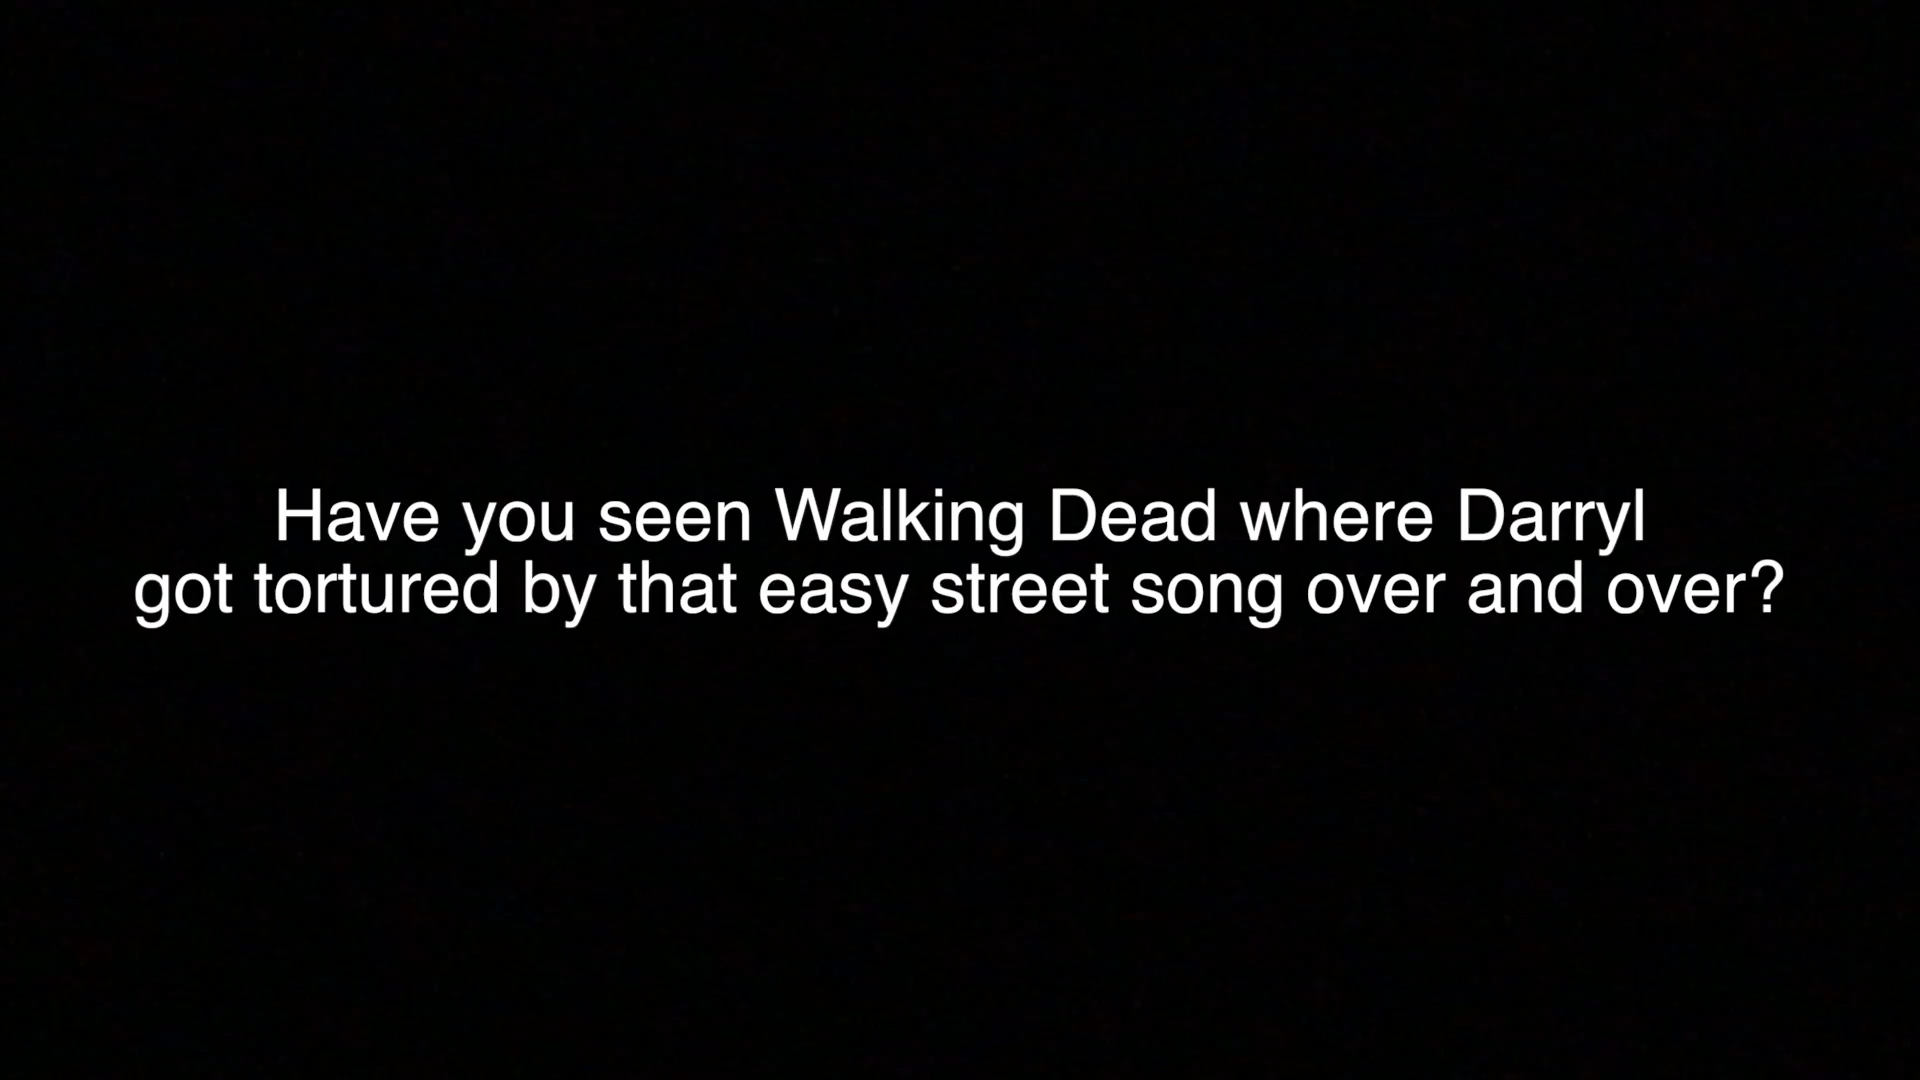 Have you seen Walking Dead where Darryl
got tortured by that easy street song over and over?